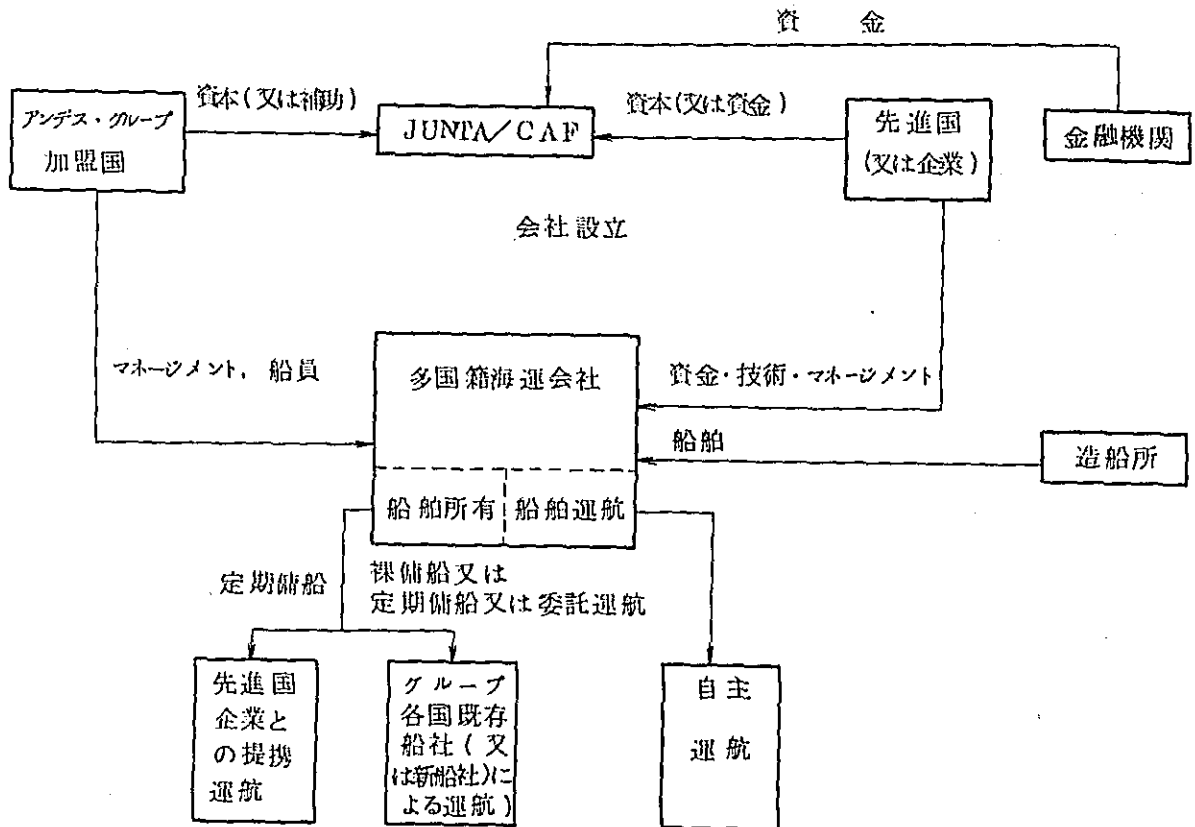 資金
資本(又は補助)
資本(又は資金)
アンデス・グループ
加盟国
JUNTA/CAF
先進国
(又は企業)
金融機関
会社設立
マネージメント, 船員
多国籍海運会社
資金・技術・マネージメント
船舶
造船所
船舶所有
船舶運航
定期傭船
裸傭船又は
定期傭船又は委託運航
先進国
企業と
の提携
運航
グループ
各国既存
船社(又
は新船社)に
よる運航)
自主
運航